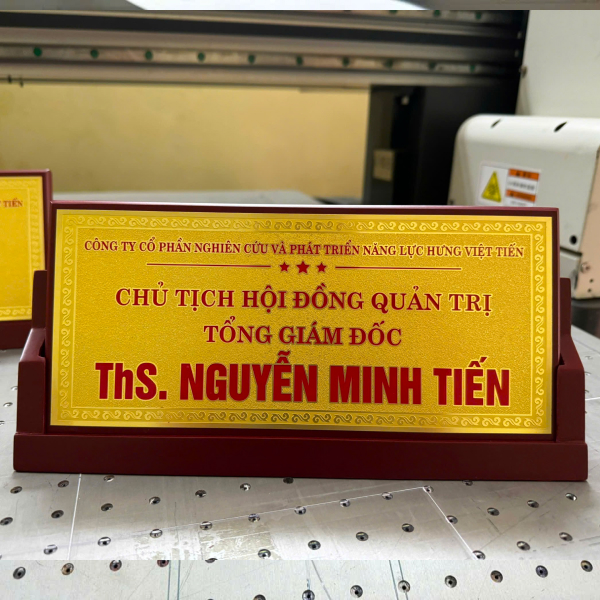 CÔNG TY CỔ PHẦN NGHIÊN CỨU VÀ PHÁT TRIỂN NĂNG LỰC HƯNG VIỆT TIẾN
CHỦ TỊCH HỘI ĐỒNG QUẢN TRỊ
TỔNG GIÁM ĐỐC
ThS. NGUYỄN MINH TIẾN
TIẾN